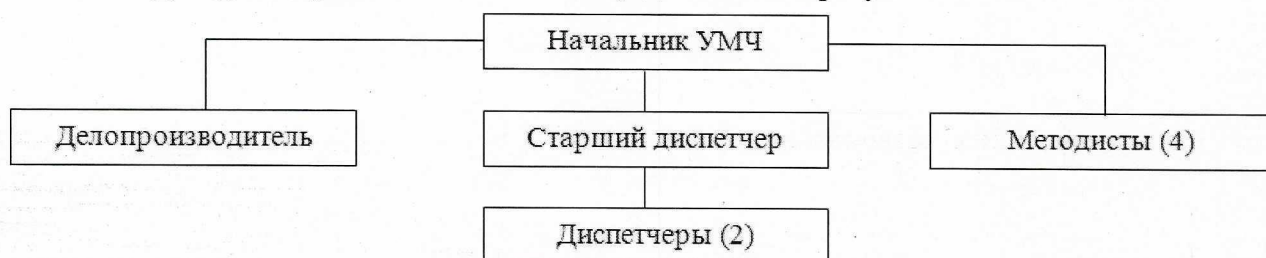 Начальник УМЧ
Делопроизводитель
Старший диспетчер
Методисты (4)
Диспетчеры (2)